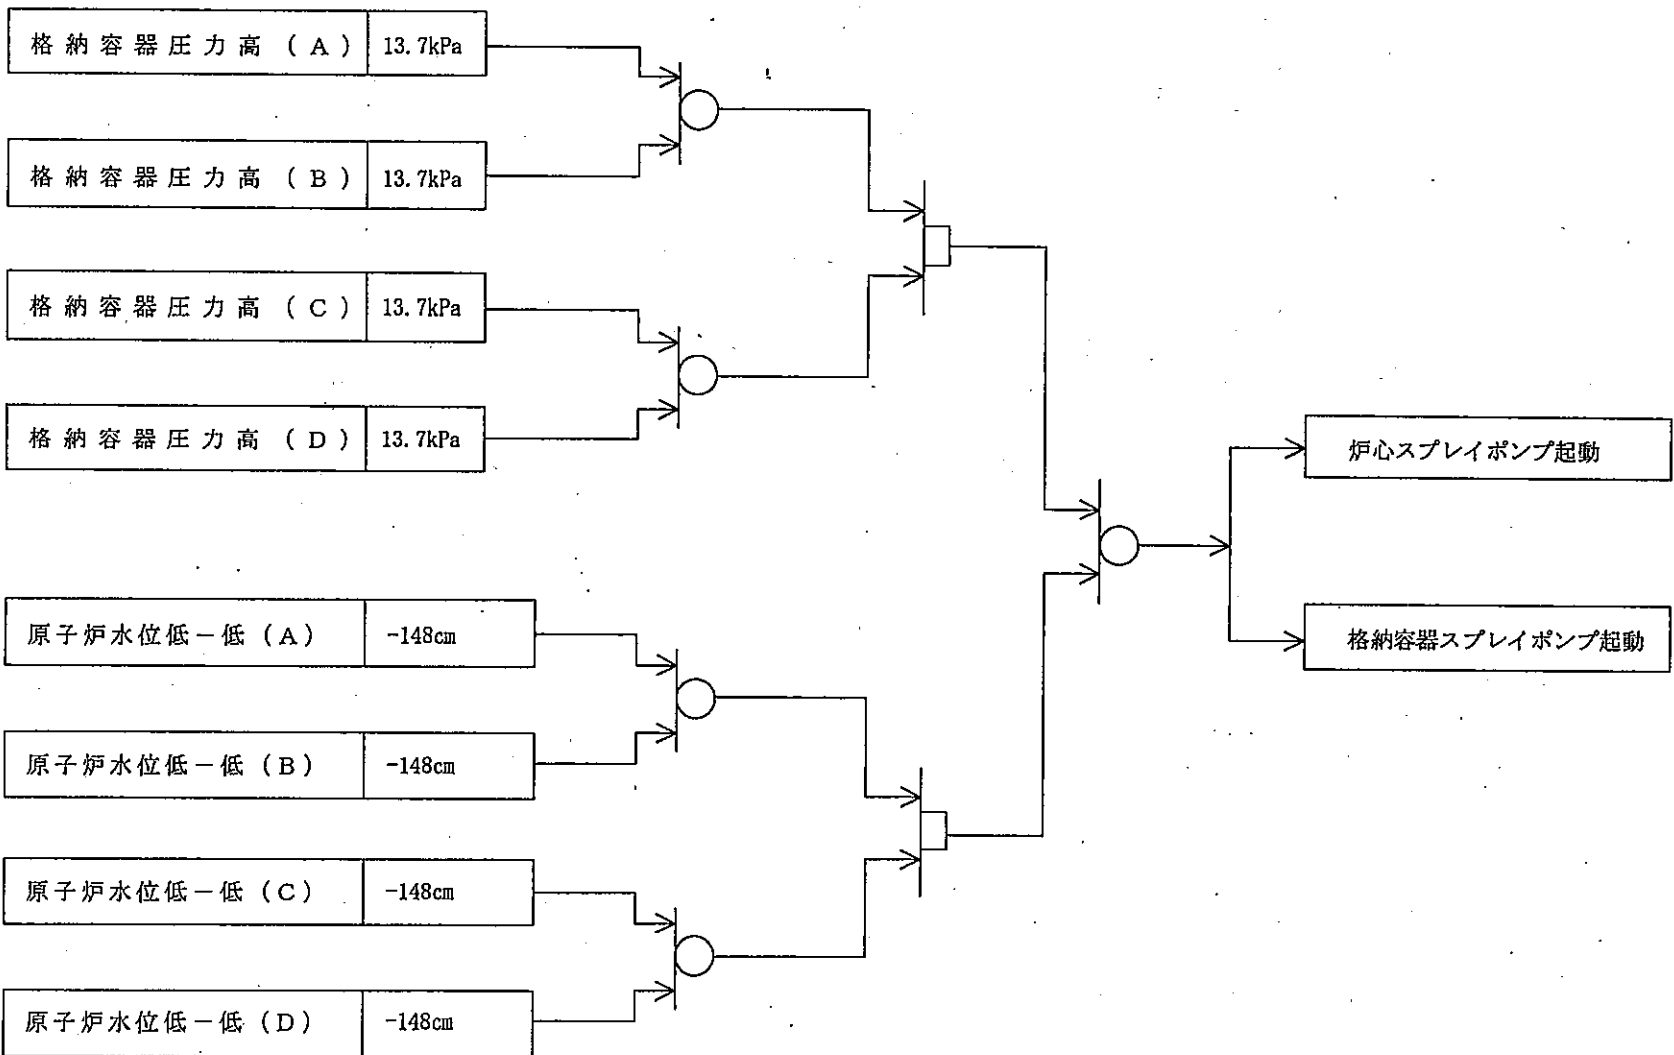 格納容器圧力高（A） 13.7kPa
格納容器圧力高（B） 13.7kPa
格納容器圧力高（C） 13.7kPa
格納容器圧力高（D） 13.7kPa
炉心スプレイポンプ起動
原子炉水位低－低（A） -148cm
格納容器スプレイポンプ起動
原子炉水位低－低（B） -148cm
原子炉水位低－低（C） -148cm
原子炉水位低－低（D） -148cm